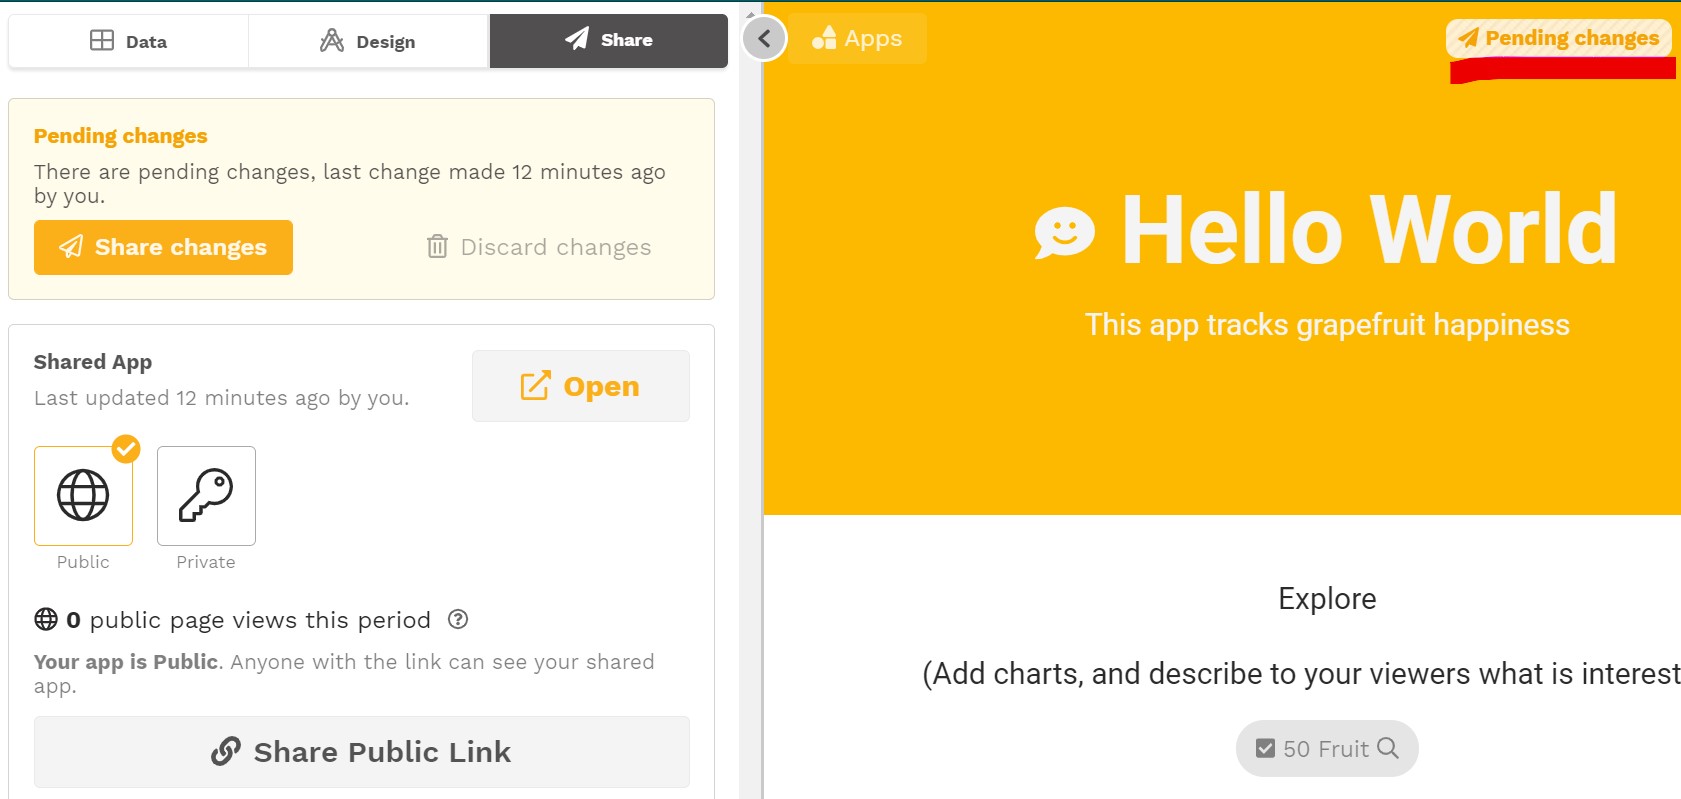 Data
Design
Share
Pending changes
There are pending changes, last change made 12 minutes ago
by you.
Share changes
Discard changes
Shared App
Last updated 12 minutes ago by you.
Open
Public
Private
0 public page views this period
Your app is Public. Anyone with the link can see your shared
app.
Share Public Link
Apps
Pending changes
Hello World
This app tracks grapefruit happiness
Explore
(Add charts, and describe to your viewers what is interest
50 Fruit